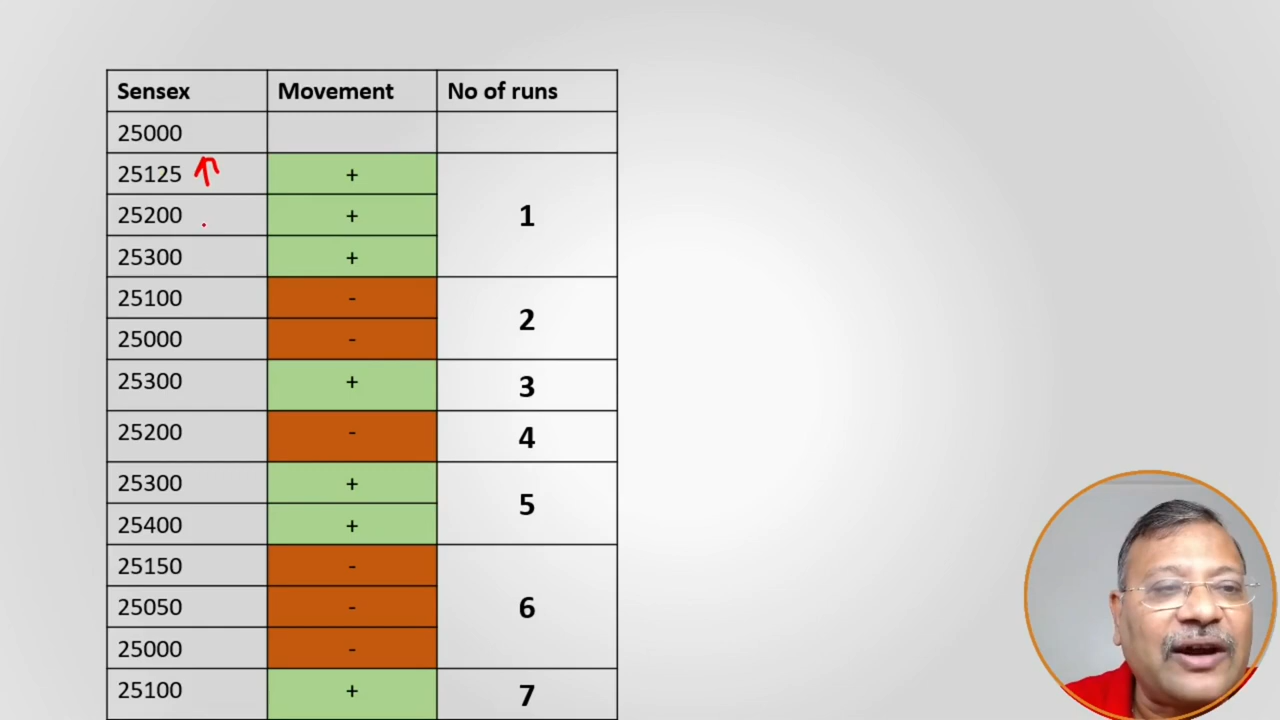 Sensex Movement No of runs
25000
25125 +
25200 + 1
25300 +
25100 -
2
25000 -
25300 + 3
25200 - 4
25300 +
5
25400 +
25150 -
25050 - 6
25000 -
25100 + 7